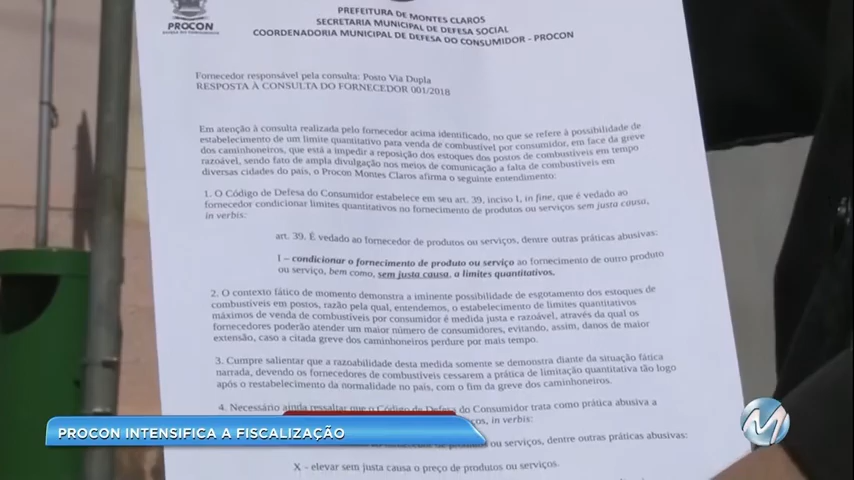 PREFEITURA DE MONTES CLAROS
PROCON
SECRETARIA MUNICIPAL DE DEFESA SOCIAL
COORDENADORIA MUNICIPAL DE DEFESA DO CONSUMIDOR - PROCON
Fornecedor responsável pela consulta: Posto Via Dupla
RESPOSTA À CONSULTA DO FORNECEDOR 001/2018
Em atenção à consulta realizada pelo fornecedor acima identificado, no que se refere à possibilidade de
estabelecimento de um limite quantitativo para venda de combustível por consumidor, em face da greve
dos caminhoneiros, que está a impedir a reposição dos estoques dos postos de combustíveis em tempo
razoável, sendo fato de ampla divulgação nos meios de comunicação a falta de combustíveis em
diversas cidades do país, o Procon Montes Claros afirma o seguinte entendimento:
1. O Código de Defesa do Consumidor estabelece em seu art. 39, inciso I, in fine, que é vedado ao
fornecedor condicionar limites quantitativos no fornecimento de produtos ou serviços sem justa causa,
in verbis:
art. 39. É vedado ao fornecedor de produtos ou serviços, dentre outras práticas abusivas:
I – condicionar o fornecimento de produto ou serviço ao fornecimento de outro produto
ou serviço, bem como, sem justa causa, a limites quantitativos.
2. O contexto fático de momento demonstra a iminente possibilidade de esgotamento dos estoques de
combustíveis em postos, razão pela qual, entendemos, o estabelecimento de limites quantitativos
máximos de venda de combustíveis por consumidor é medida justa e razoável, através da qual os
fornecedores poderão atender um maior número de consumidores, evitando, assim, danos de maior
extensão, caso a citada greve dos caminhoneiros perdure por mais tempo.
3. Cumpre salientar que a razoabilidade desta medida somente se demonstra diante da situação fática
narrada, devendo os fornecedores de combustíveis cessarem a prática de limitação quantitativa tão logo
após o restabelecimento da normalidade no país, com o fim da greve dos caminhoneiros.
4. Necessário ainda ressaltar que o Código de Defesa do Consumidor trata como prática abusiva a
in verbis:
PROCON INTENSIFICA A FISCALIZAÇÃO
ou serviços, dentre outras práticas abusivas:
X - elevar sem justa causa o preço de produtos ou serviços.
M